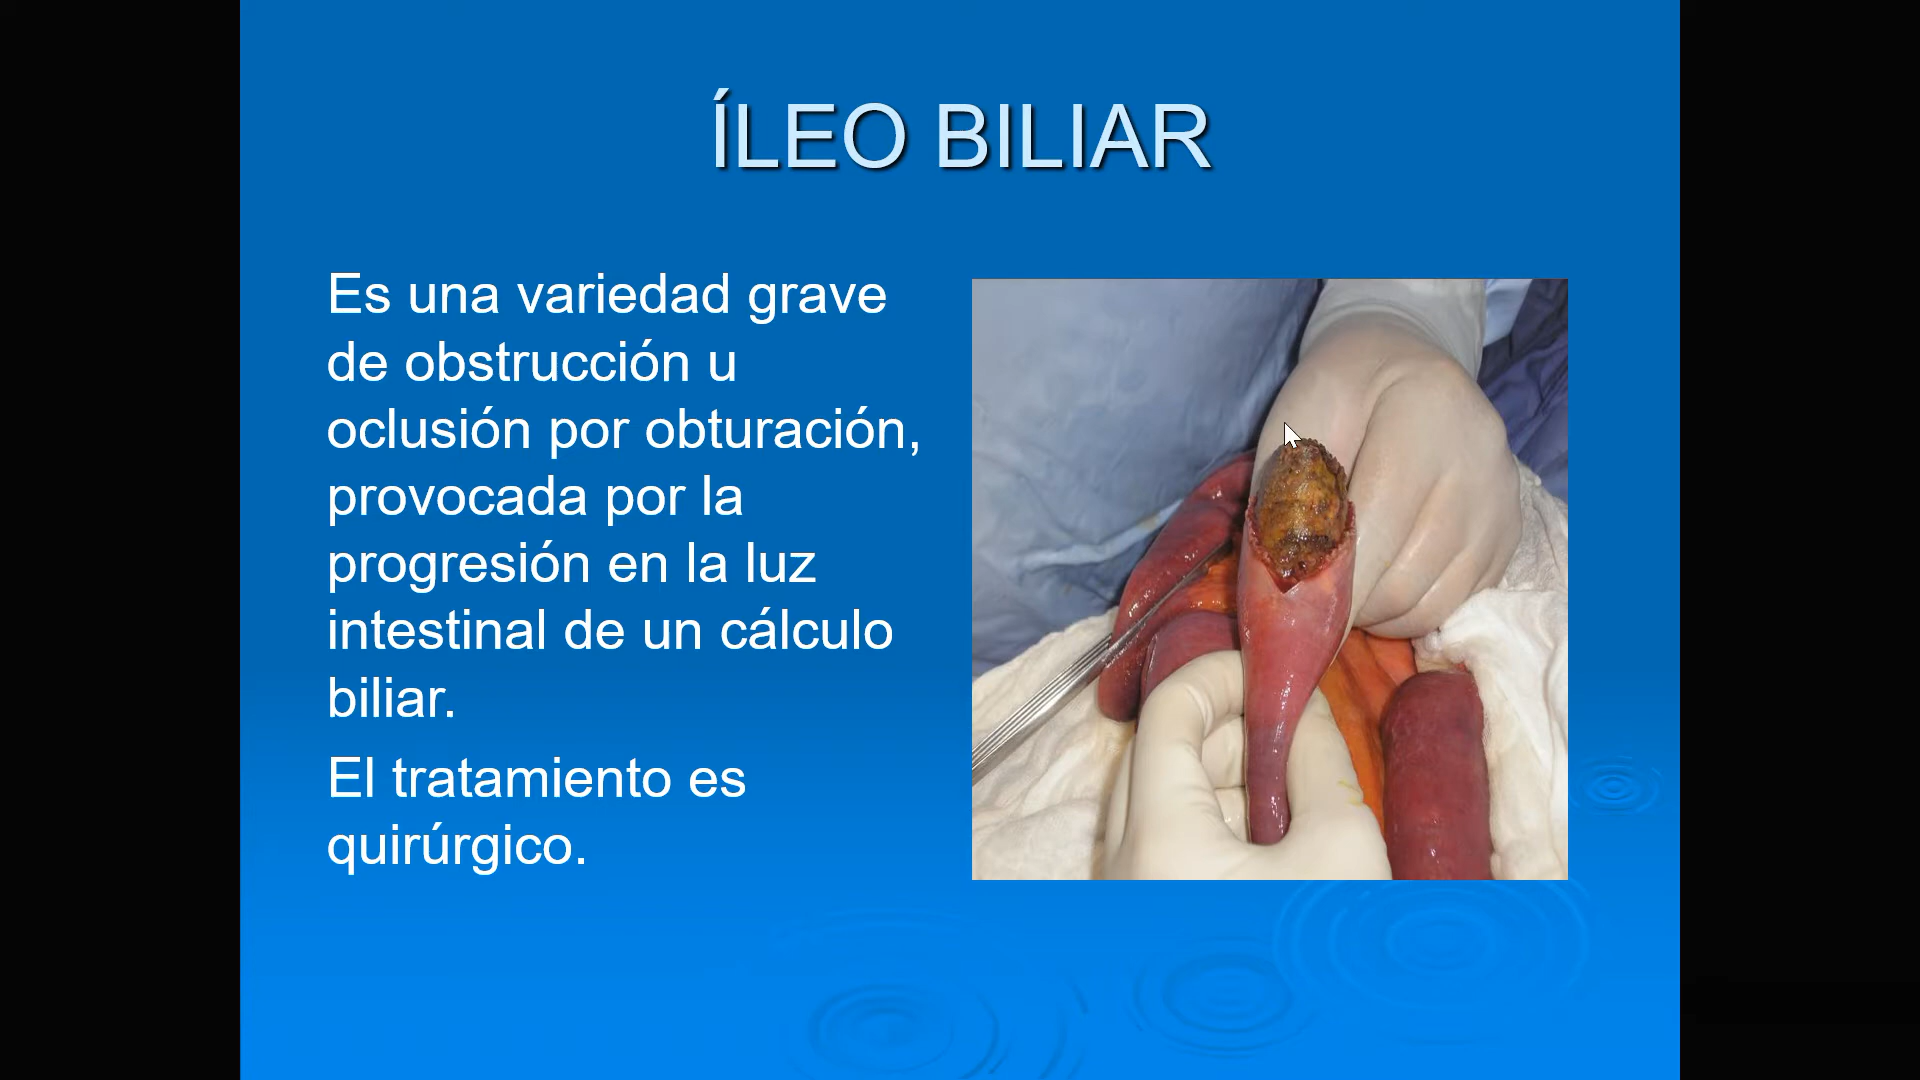 ÍLEO BILIAR
Es una variedad grave
de obstrucción u
oclusión por obturación,
provocada por la
progresión en la luz
intestinal de un cálculo
biliar.
El tratamiento es
quirúrgico.